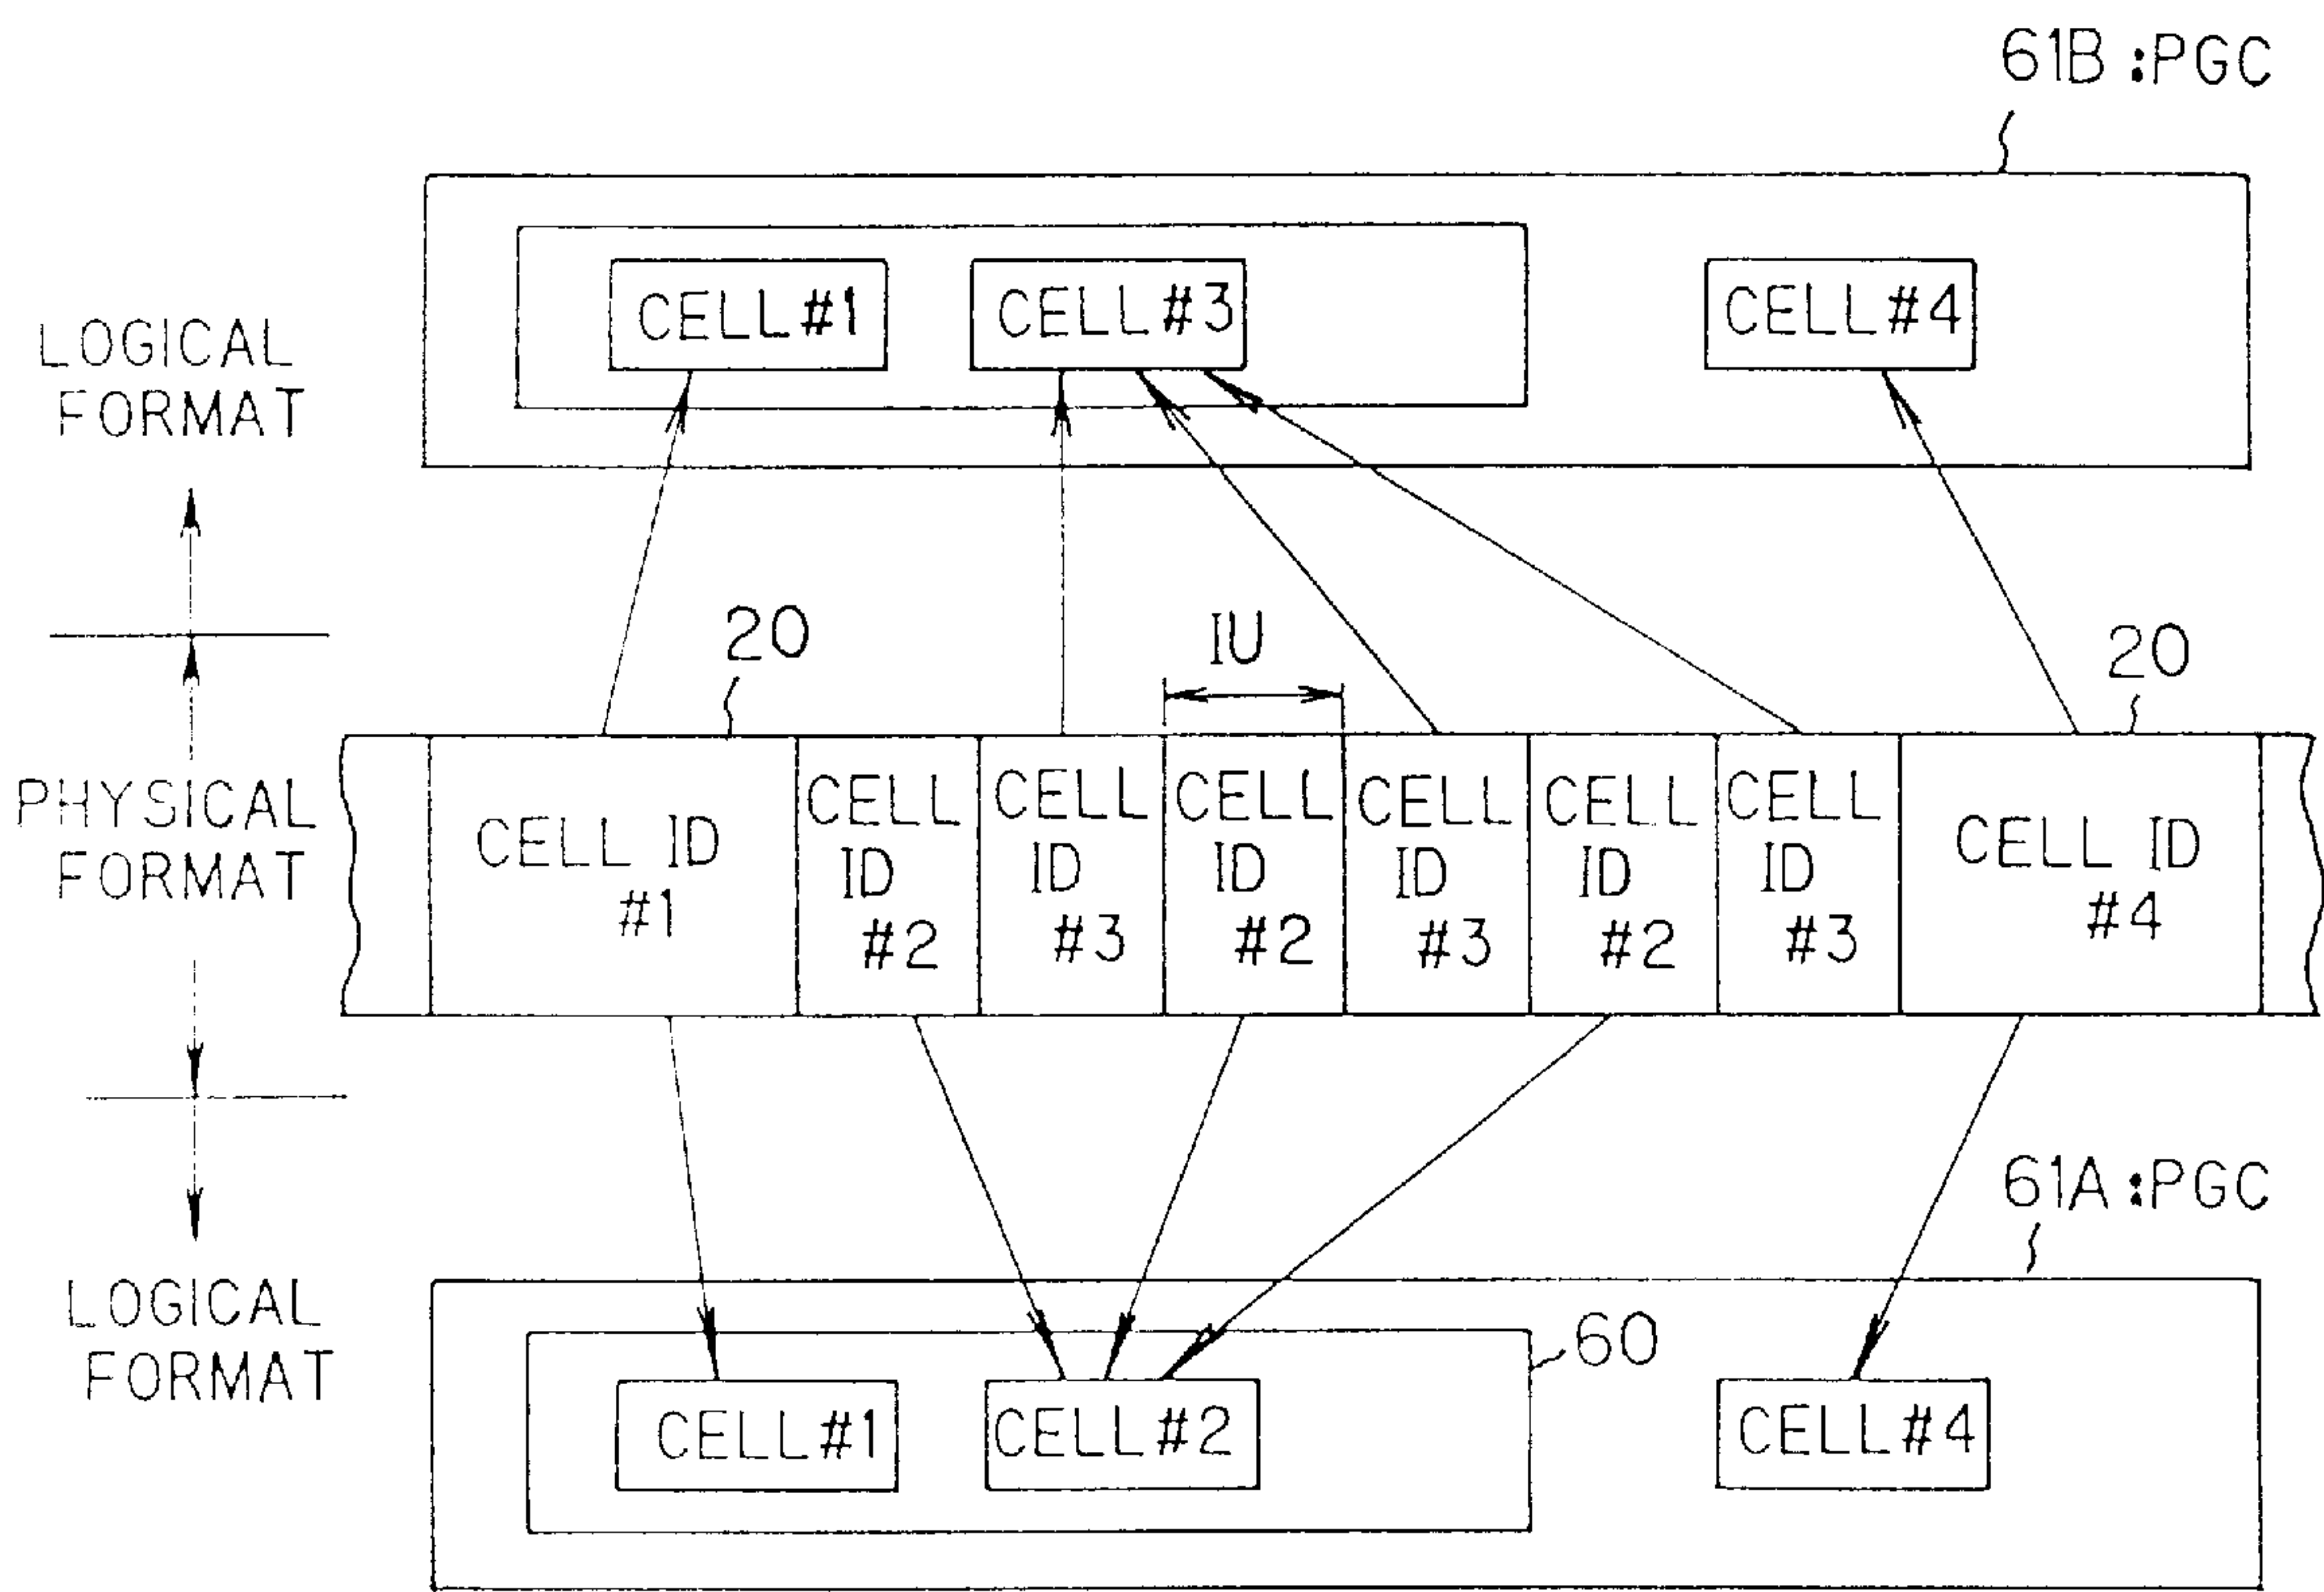 61B :PGC
CELL #1
CELL #3
CELL #4
LOGICAL
FORMAT
20
IU
20
PHYSICAL
FORMAT
CELL ID
#1
CELL
ID
#2
CELL
ID
#3
CELL
ID
#2
CELL
ID
#3
CELL
ID
#2
CELL
ID
#3
CELL ID
#4
61A :PGC
LOGICAL
FORMAT
60
CELL #1
CELL #2
CELL #4